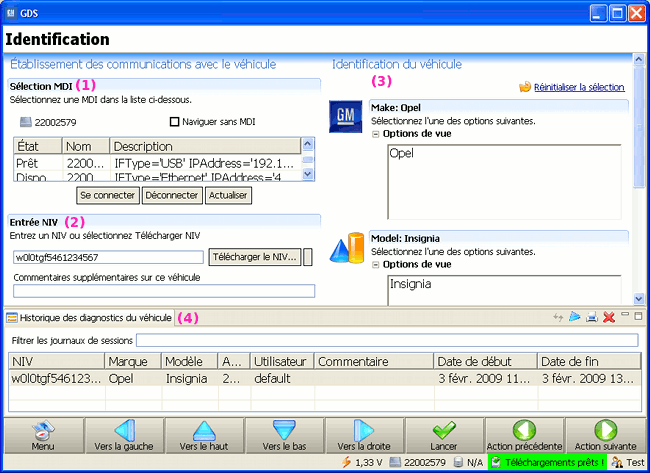 GDS
Identification
Établissement des communications avec le véhicule
Identification du véhicule
Sélection MDI (1)
(3)
Sélectionnez une MDI dans la liste ci-dessous.
Réinitialiser la sélection
22002579
Naviguer sans MDI
GM
Make: Opel
Sélectionnez l'une des options suivantes.
Options de vue
État Nom Description
Prêt 2200... IFType='USB' IPAddress='192.1...
Dispo 2200 IFType='Ethernet' IPAddress='4
Opel
Se connecter Déconnecter Actualiser
Entrée NIV (2)
Entrez un NIV ou sélectionnez Télécharger NIV
w0l0tgf5461234567 Télécharger le NIV...
Commentaires supplémentaires sur ce véhicule
Model: Insignia
Sélectionnez l'une des options suivantes.
Options de vue
Insignia
Historique des diagnostics du véhicule (4)
Filtrer les journaux de sessions
NIV Marque Modèle A... Utilisateur Commentaire Date de début Date de fin
w0l0tgf546123... Opel Insignia 2... default 3 févr. 2009 11... 3 févr. 2009 13...
Menu Vers la gauche Vers le haut Vers le bas Vers la droite Lancer Action précédente Action suivante
1,33 V 22002579 N/A Téléchargements prêts ! Test